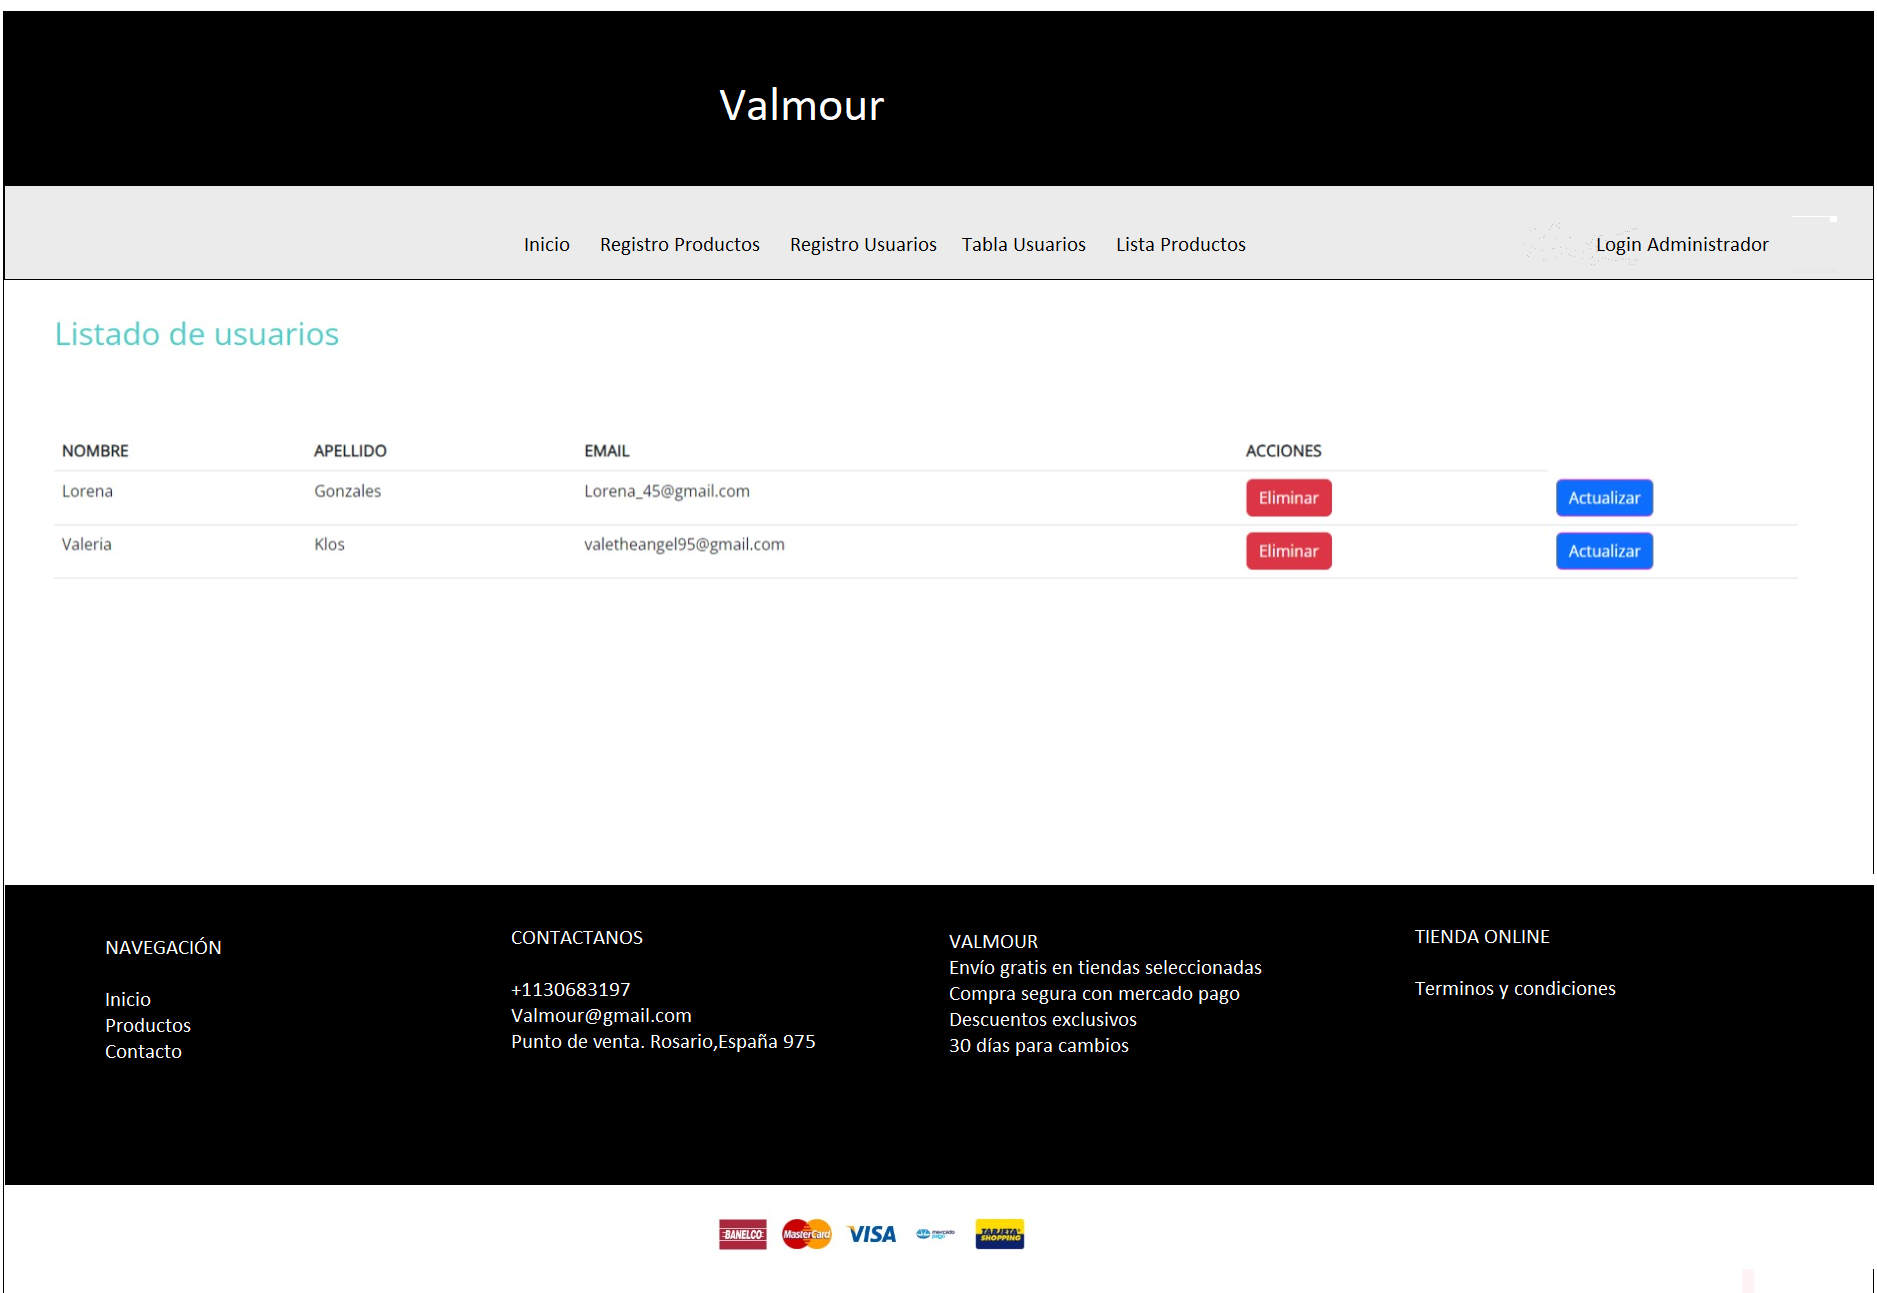 Valmour
Inicio Registro Productos Registro Usuarios Tabla Usuarios Lista Productos Login Administrador
Listado de usuarios
NOMBRE APELLIDO EMAIL ACCIONES
Lorena Gonzales Lorena_45@gmail.com Eliminar Actualizar
Valeria Klos valetheangel95@gmail.com Eliminar Actualizar
NAVEGACIÓN
Inicio
Productos
Contacto
CONTACTANOS
+1130683197
Valmour@gmail.com
Punto de venta. Rosario,España 975
VALMOUR
Envío gratis en tiendas seleccionadas
Compra segura con mercado pago
Descuentos exclusivos
30 días para cambios
TIENDA ONLINE
Terminos y condiciones
BANELCO MasterCard VISA mercado pago TARJETA SHOPPING